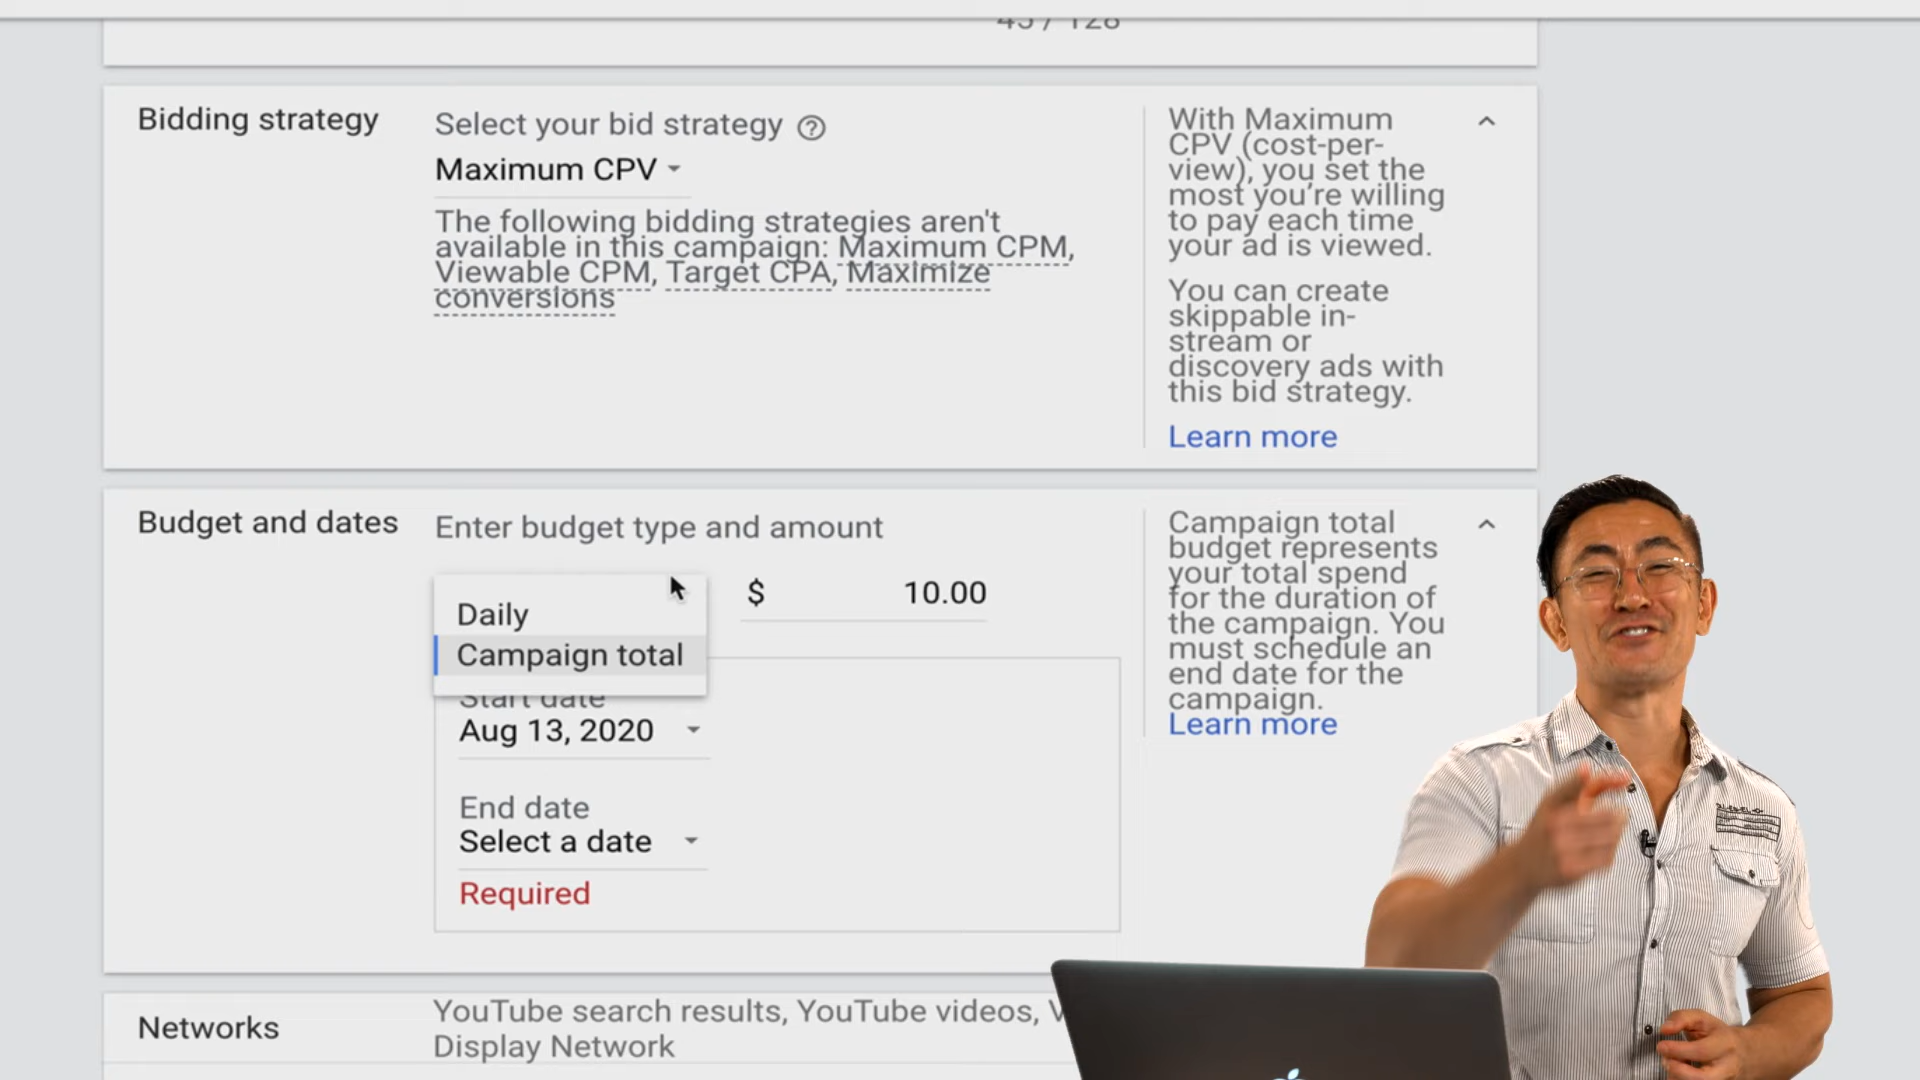 45 / 128
Bidding strategy
Select your bid strategy
Maximum CPV
The following bidding strategies aren't
available in this campaign: Maximum CPM,
Viewable CPM, Target CPA, Maximize
conversions
With Maximum
CPV (cost-per-
view), you set the
most you're willing
to pay each time
your ad is viewed.
You can create
skippable in-
stream or
discovery ads with
this bid strategy.
Learn more
Budget and dates
Enter budget type and amount
Daily
Campaign total
$ 10.00
Start date
Aug 13, 2020
End date
Select a date
Required
Campaign total
budget represents
your total spend
for the duration of
the campaign. You
must schedule an
end date for the
campaign.
Learn more
Networks
YouTube search results, YouTube videos, V
Display Network